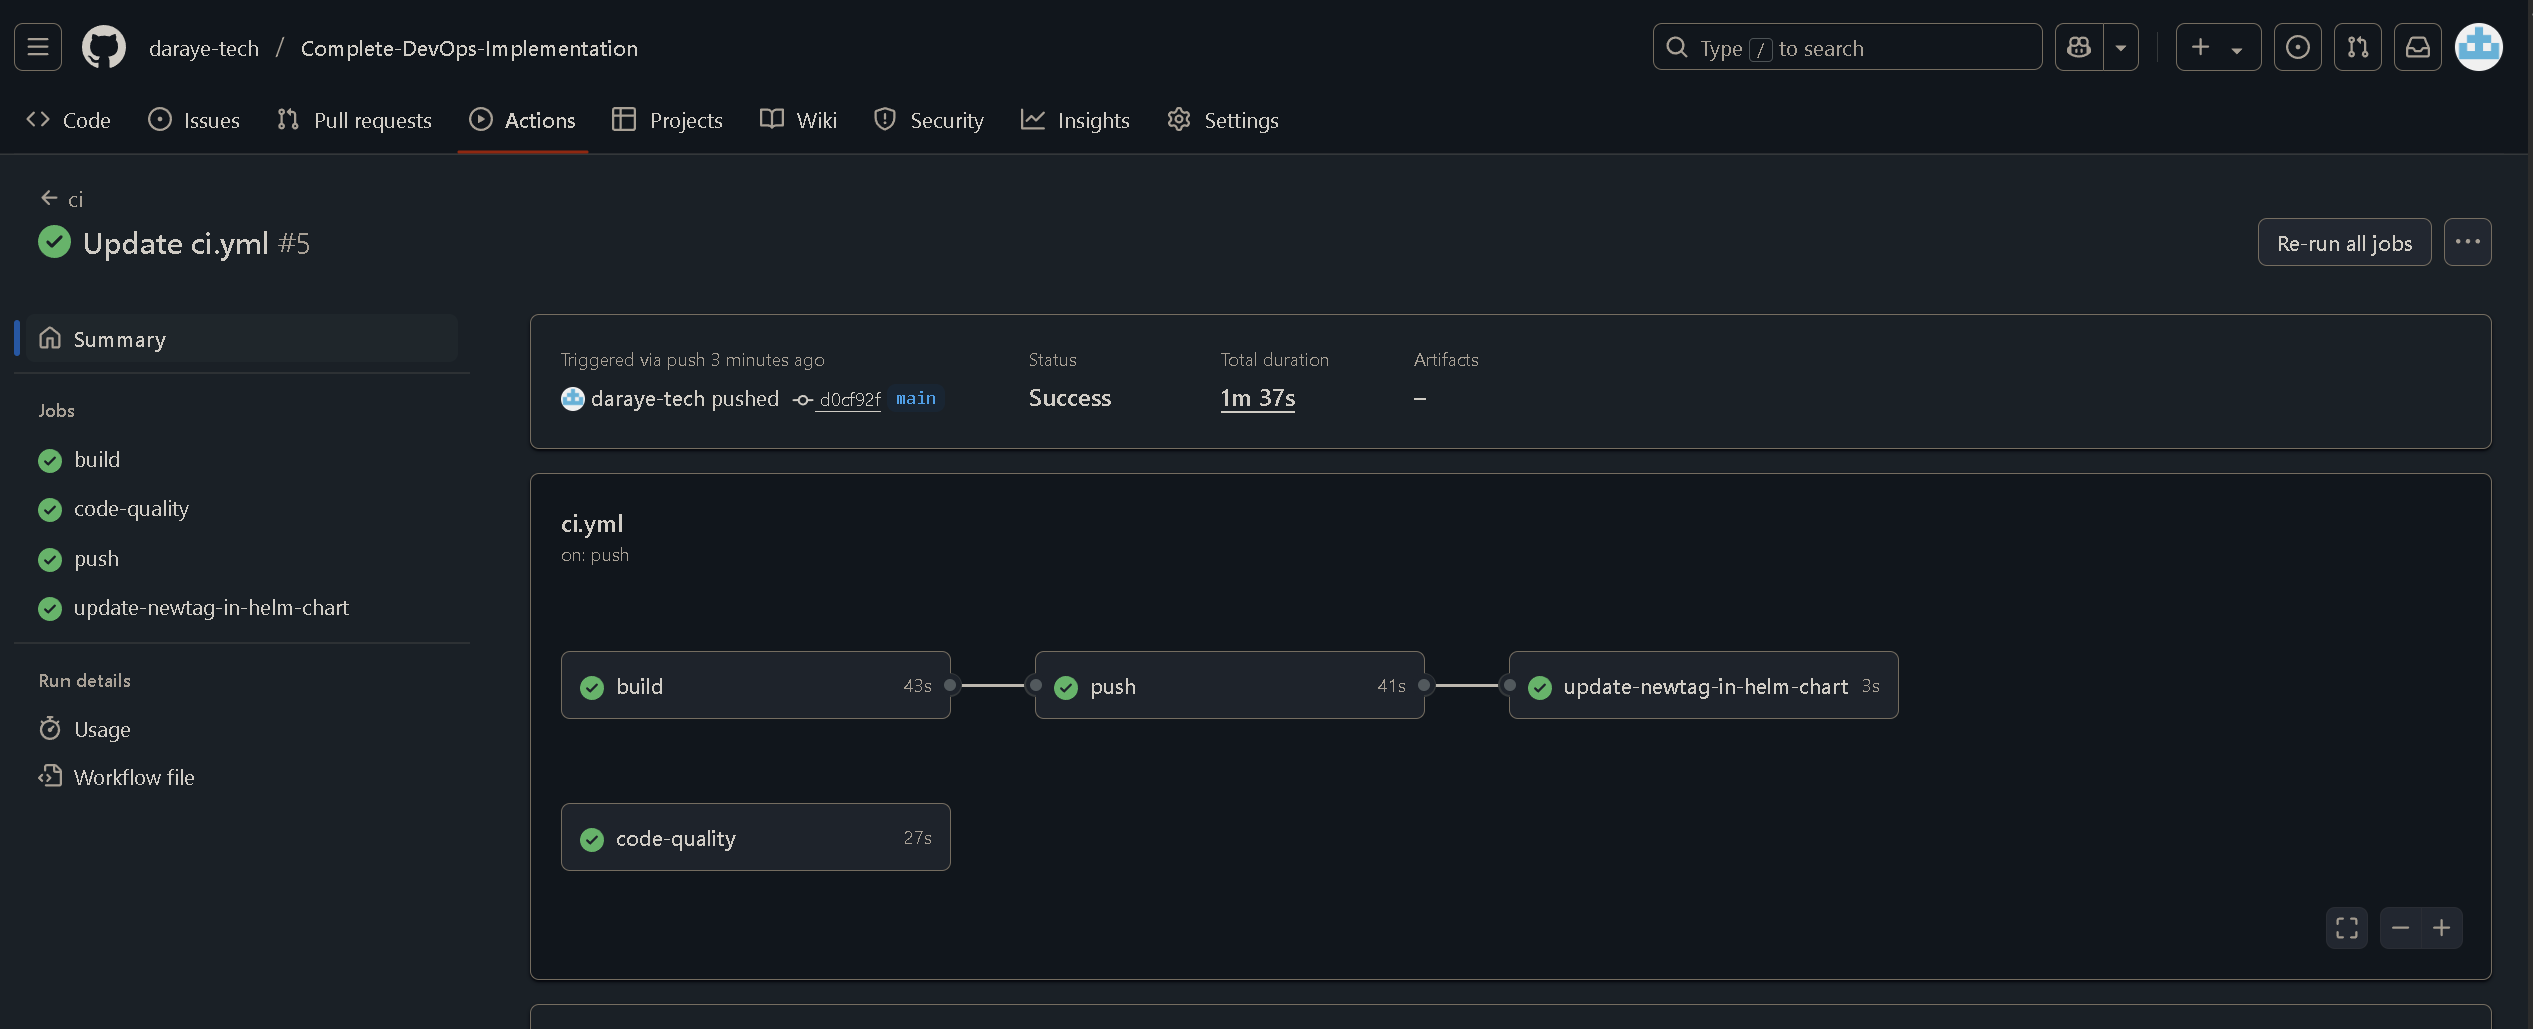 daraye-tech / Complete-DevOps-Implementation
Type / to search
Code
Issues
Pull requests
Actions
Projects
Wiki
Security
Insights
Settings
ci
Update ci.yml #5
Re-run all jobs
Summary
Jobs
build
code-quality
push
update-newtag-in-helm-chart
Run details
Usage
Workflow file
Triggered via push 3 minutes ago
daraye-tech pushed d0cf92f main
Status
Success
Total duration
1m 37s
Artifacts
–
ci.yml
on: push
build 43s
push 41s
update-newtag-in-helm-chart 3s
code-quality 27s